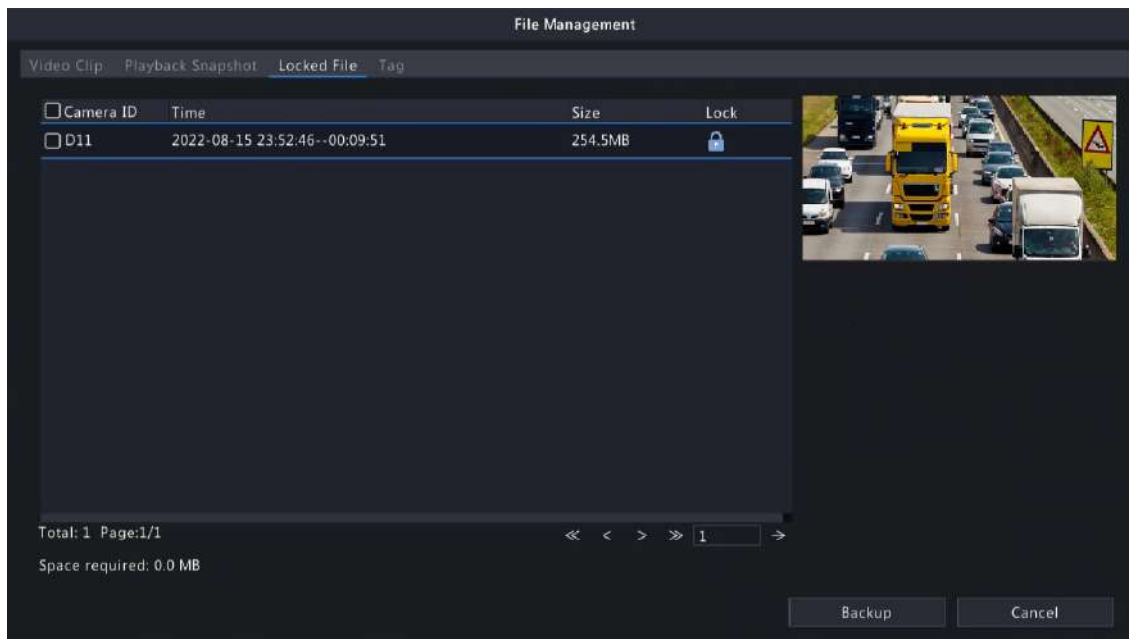 File Management
Video Clip Playback Snapshot Locked File Tag
Camera ID Time Size Lock
D11 2022-08-15 23:52:46--00:09:51 254.5MB
Total: 1 Page:1/1 1
Space required: 0.0 MB
Backup Cancel